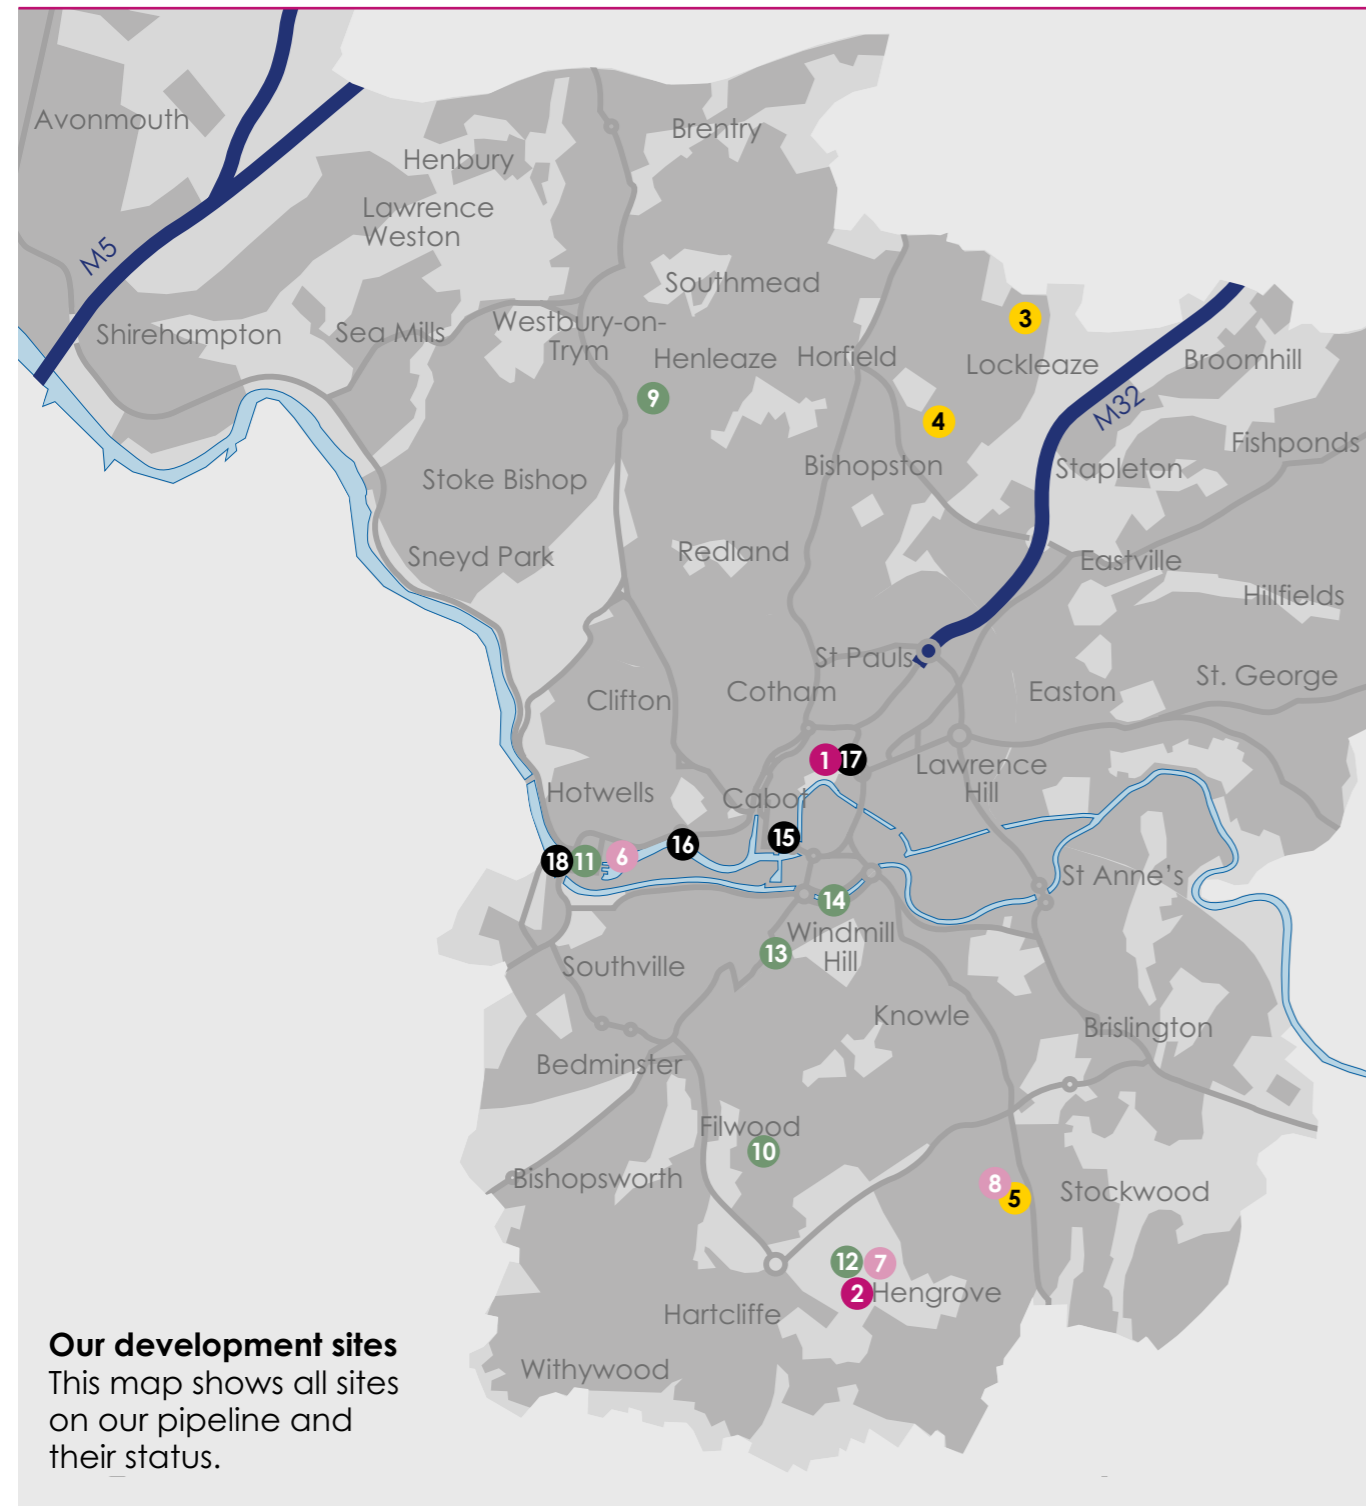 Avonmouth
Brentry
Henbury
Lawrence
Weston
M5
Southmead
3
Shirehampton
Sea Mills
Westbury-on-
Trym
Henleaze
Horfield
Lockleaze
Broomhill
9
4
M32
Fishponds
Stoke Bishop
Bishopston
Stapleton
Sneyd Park
Redland
Eastville
Hillfields
St Pauls
Clifton
Cotham
Easton
St. George
1
17
Lawrence
Hill
Hotwells
Cabot
18
11
6
16
15
St Anne's
14
Windmill
Hill
13
Southville
Knowle
Brislington
Bedminster
Filwood
10
Bishopsworth
8
5
Stockwood
12
7
2
Hengrove
Hartcliffe
Withywood
Our development sites
This map shows all sites
on our pipeline and
their status.